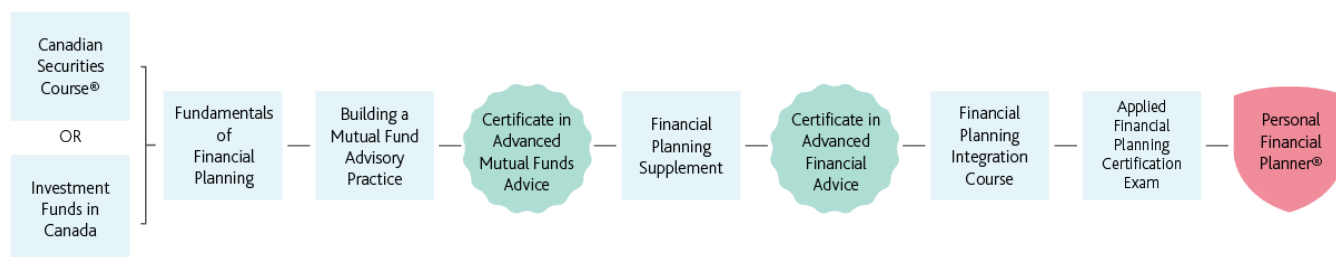 Canadian
Securities
Course®
OR
Investment
Funds in
Canada
Fundamentals
of
Financial
Planning
Building a
Mutual Fund
Advisory
Practice
Certificate in
Advanced
Mutual Funds
Advice
Financial
Planning
Supplement
Certificate in
Advanced
Financial
Advice
Financial
Planning
Integration
Course
Applied
Financial
Planning
Certification
Exam
Personal
Financial
Planner®